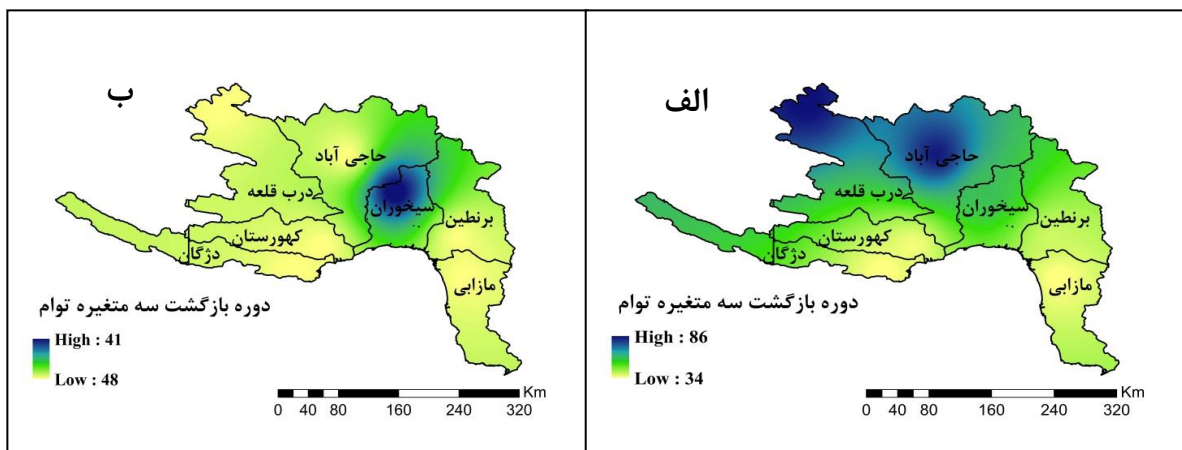 الف
حاجی آباد
درب قلعه
سیخوران
برنطین
کهورستان
دژگان
مازابی
دوره بازگشت سه متغیره توام
High : 86
Low : 34
Km
0 40 80 160 240 320
ب
حاجی آباد
درب قلعه
سیخوران
برنطین
کهورستان
دژگان
مازابی
دوره بازگشت سه متغیره توام
High : 41
Low : 48
Km
0 20 40 80 160 240 320